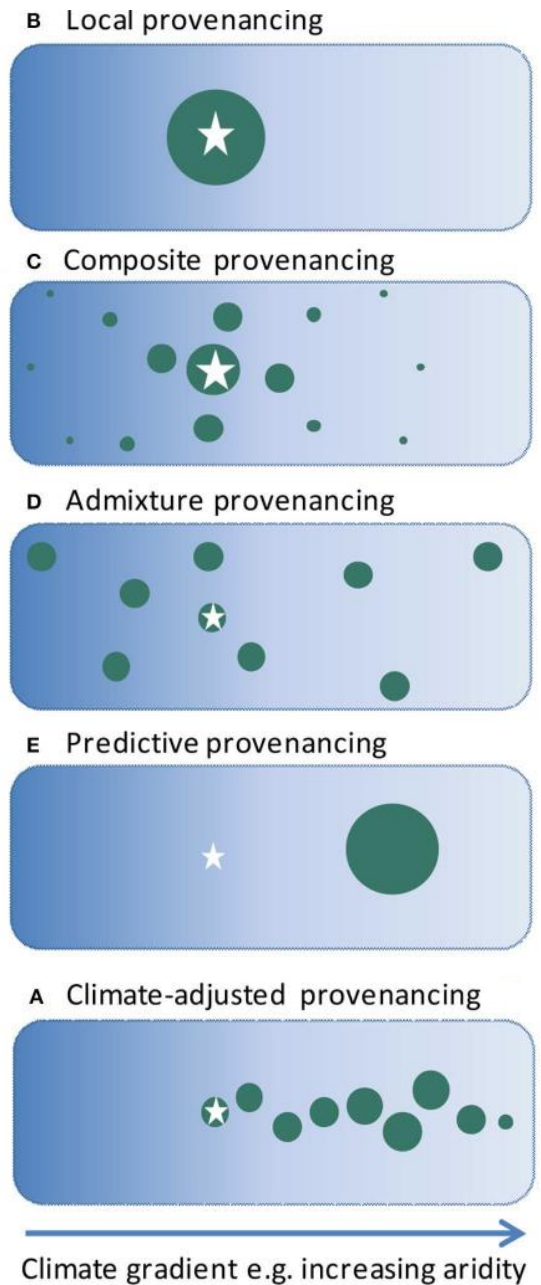 B Local provenancing
C Composite provenancing
D Admixture provenancing
E Predictive provenancing
A Climate-adjusted provenancing
Climate gradient e.g. increasing aridity